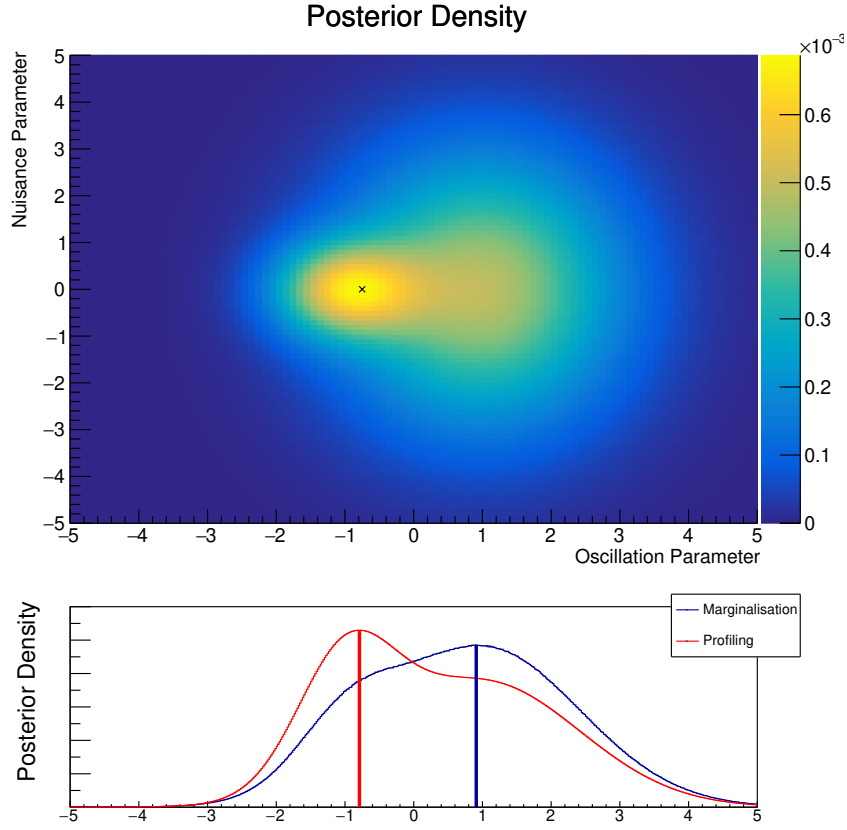 Posterior Density
×10⁻³
Nuisance Parameter
5
4
3
2
1
0
−1
−2
−3
−4
−5
0.6
0.5
0.4
0.3
0.2
0.1
0
−5 −4 −3 −2 −1 0 1 2 3 4 5
Oscillation Parameter
Posterior Density
Marginalisation
Profiling
−5 −4 −3 −2 −1 0 1 2 3 4 5